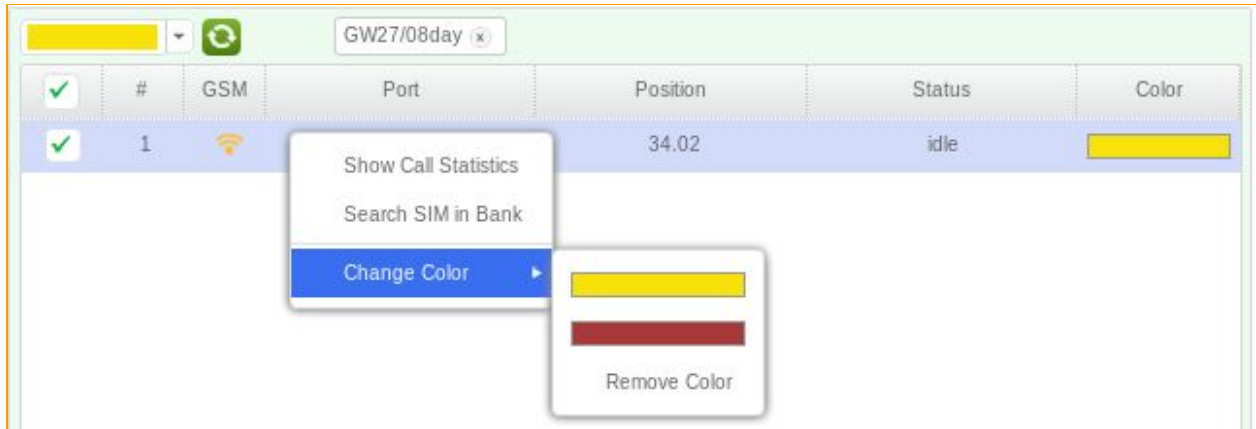 GW27/08day x
# GSM Port Position Status Color
1 34.02 idle
Show Call Statistics
Search SIM in Bank
Change Color
Remove Color